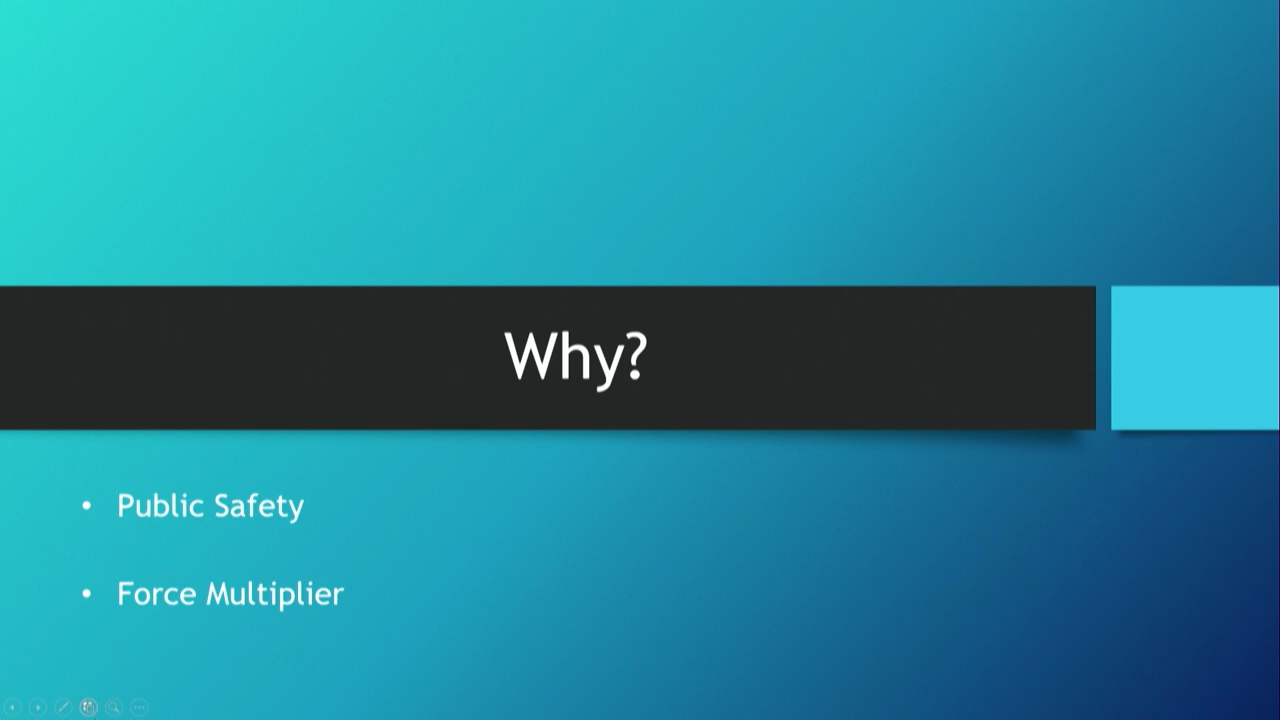 Why?
• Public Safety
• Force Multiplier